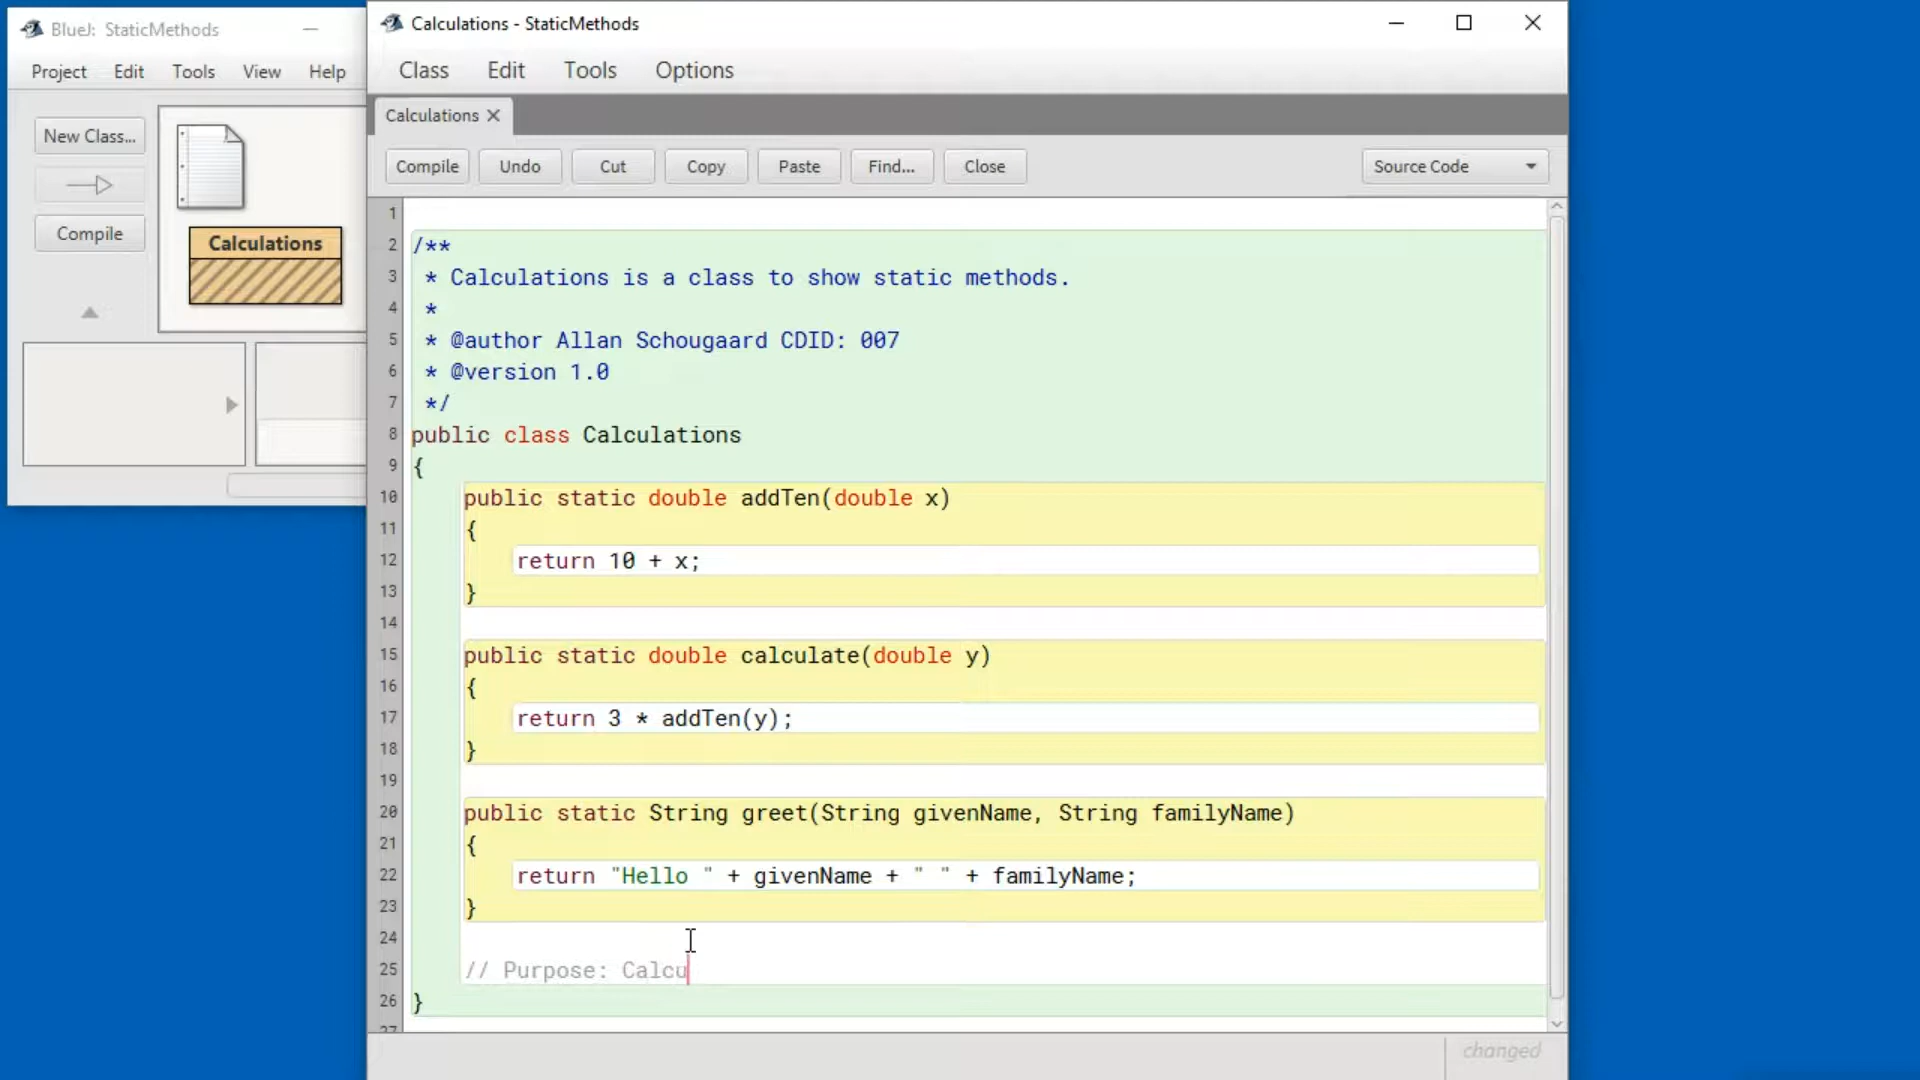 BlueJ: StaticMethods
Project Edit Tools View Help
New Class...
Compile
Calculations
Calculations - StaticMethods
Class Edit Tools Options
Calculations
Compile Undo Cut Copy Paste Find... Close Source Code
1
2 /**
3 * Calculations is a class to show static methods.
4 *
5 * @author Allan Schougaard CDID: 007
6 * @version 1.0
7 */
8 public class Calculations
9 {
10 public static double addTen(double x)
11 {
12 return 10 + x;
13 }
14
15 public static double calculate(double y)
16 {
17 return 3 * addTen(y);
18 }
19
20 public static String greet(String givenName, String familyName)
21 {
22 return "Hello " + givenName + " " + familyName;
23 }
24
25 // Purpose: Calcu
26 }
27
changed